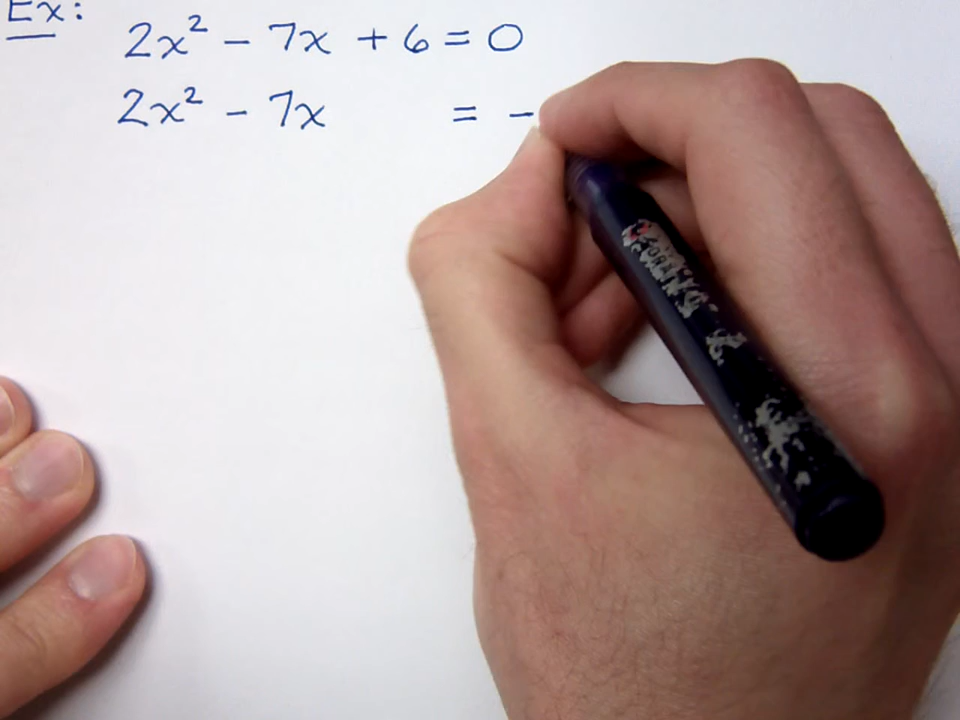 Ex:
2x² - 7x + 6 = 0
2x² - 7x = -